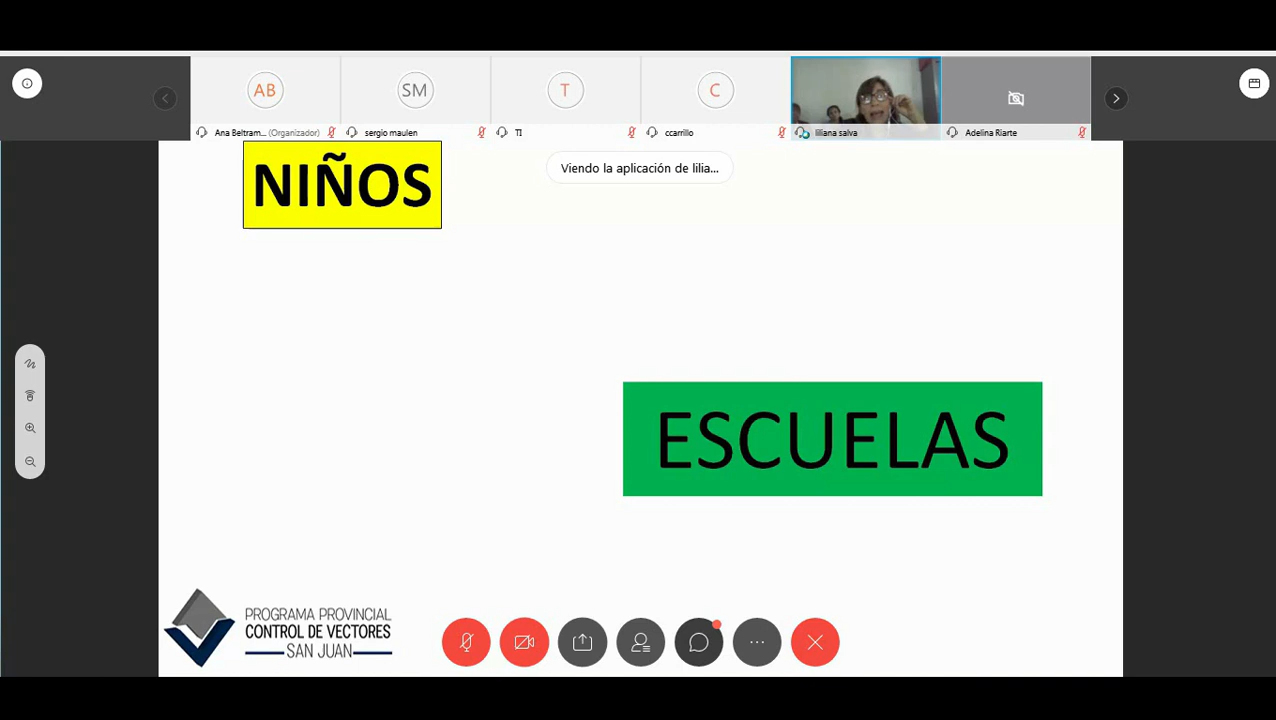 AB
SM
T
C
Ana Beltram... (Organizador)
sergio maulen
TI
ccarrillo
liliana salva
Adelina Riarte
Viendo la aplicación de lilia...
NIÑOS
ESCUELAS
PROGRAMA PROVINCIAL
CONTROL DE VECTORES
SAN JUAN